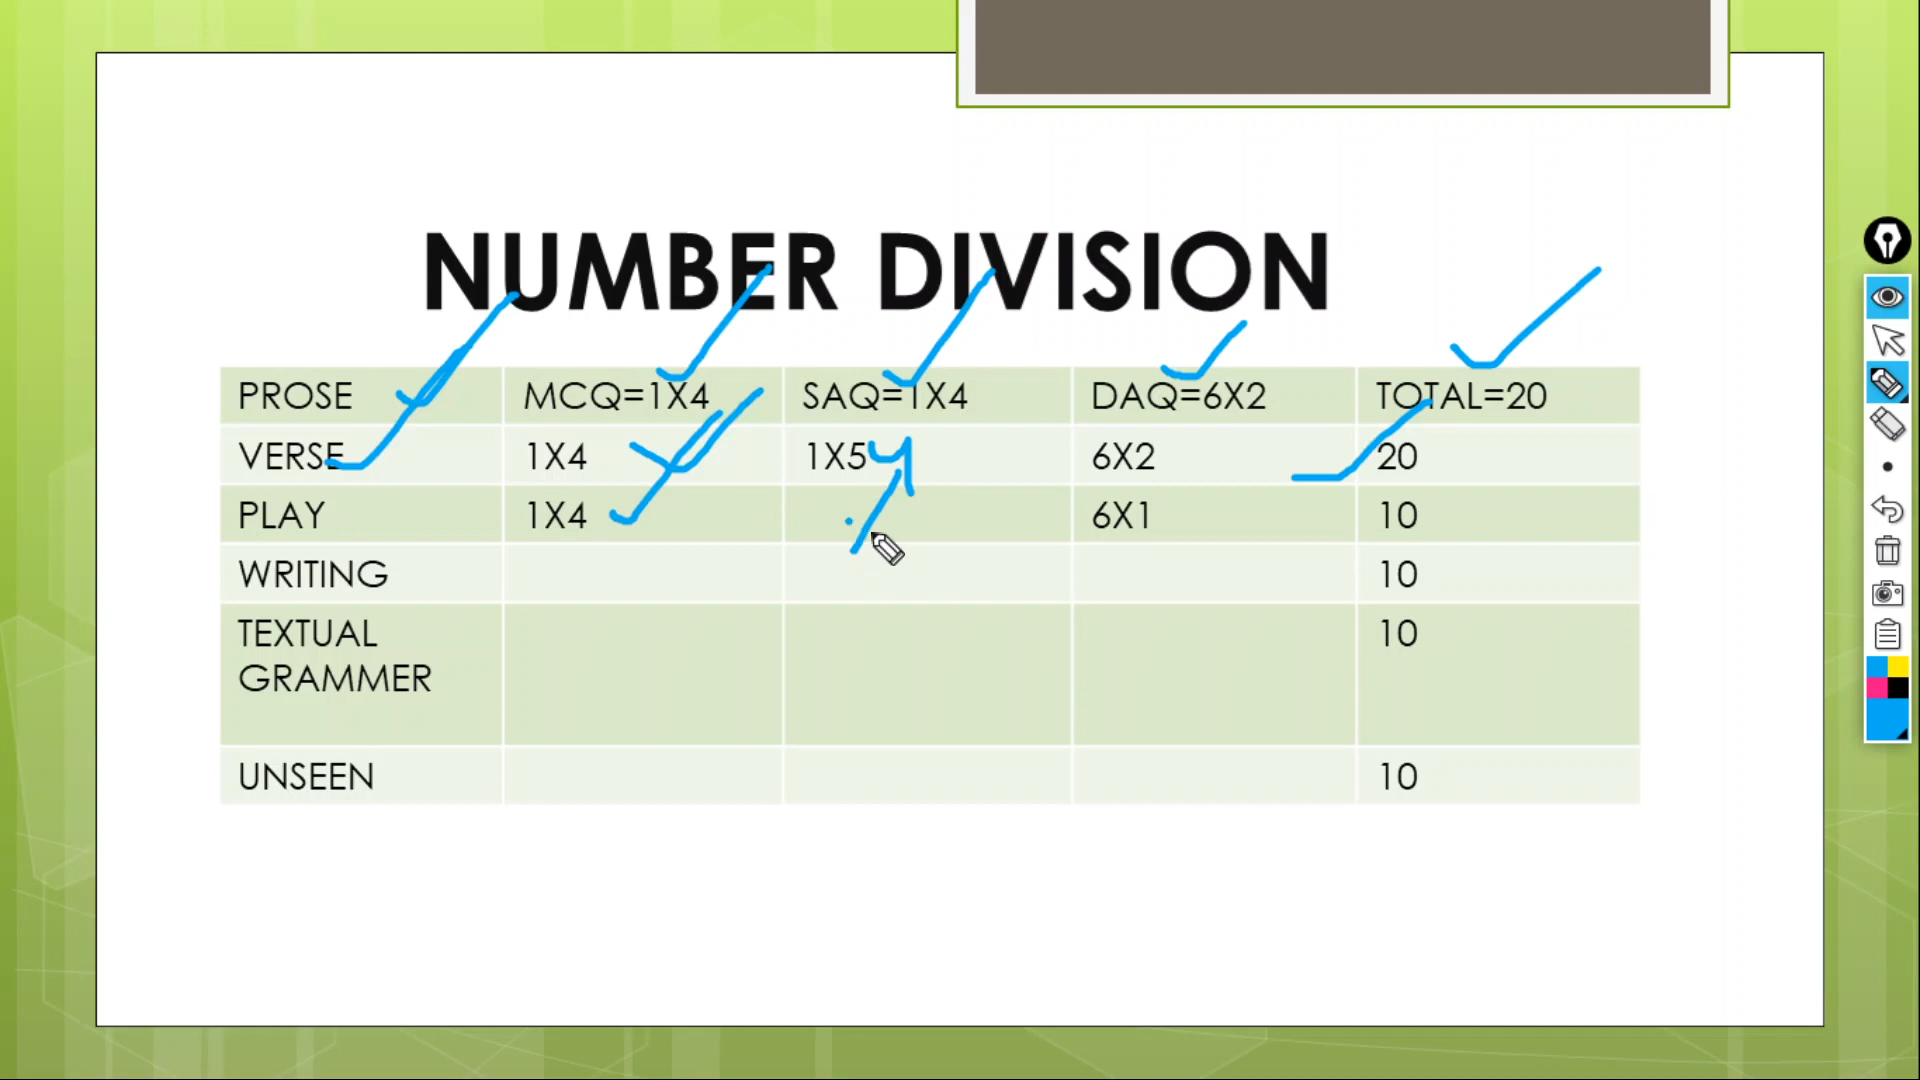 NUMBER DIVISION
PROSE MCQ=1X4 SAQ=1X4 DAQ=6X2 TOTAL=20
VERSE 1X4 1X5 4 6X2 20
PLAY 1X4 6X1 10
WRITING 10
TEXTUAL 10
GRAMMER
UNSEEN 10